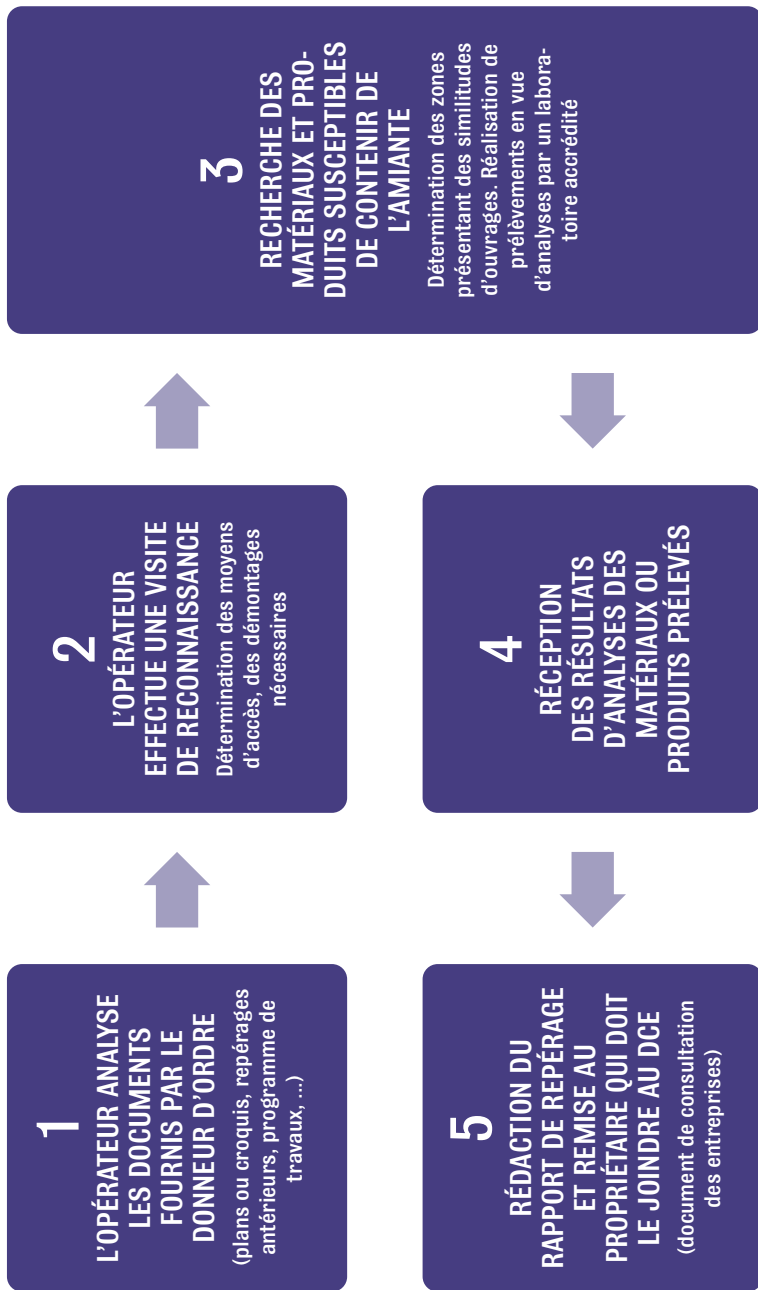 1
L'OPÉRATEUR ANALYSE
LES DOCUMENTS
FOURNIS PAR LE
DONNEUR D'ORDRE
(plans ou croquis, repérages
antérieurs, programme de
travaux, ...)
2
L'OPÉRATEUR
EFFECTUE UNE VISITE
DE RECONNAISSANCE
Détermination des moyens
d'accès, des démontages
nécessaires
3
RECHERCHE DES
MATÉRIAUX ET PRO-
DUITS SUSCEPTIBLES
DE CONTENIR DE
L'AMIANTE
Détermination des zones
présentant des similitudes
d'ouvrages. Réalisation de
prélèvements en vue
d'analyses par un labora-
toire accrédité
4
RÉCEPTION
DES RÉSULTATS
D'ANALYSES DES
MATÉRIAUX OU
PRODUITS PRÉLEVÉS
5
RÉDACTION DU
RAPPORT DE REPÉRAGE
ET REMISE AU
PROPRIÉTAIRE QUI DOIT
LE JOINDRE AU DCE
(document de consultation
des entreprises)